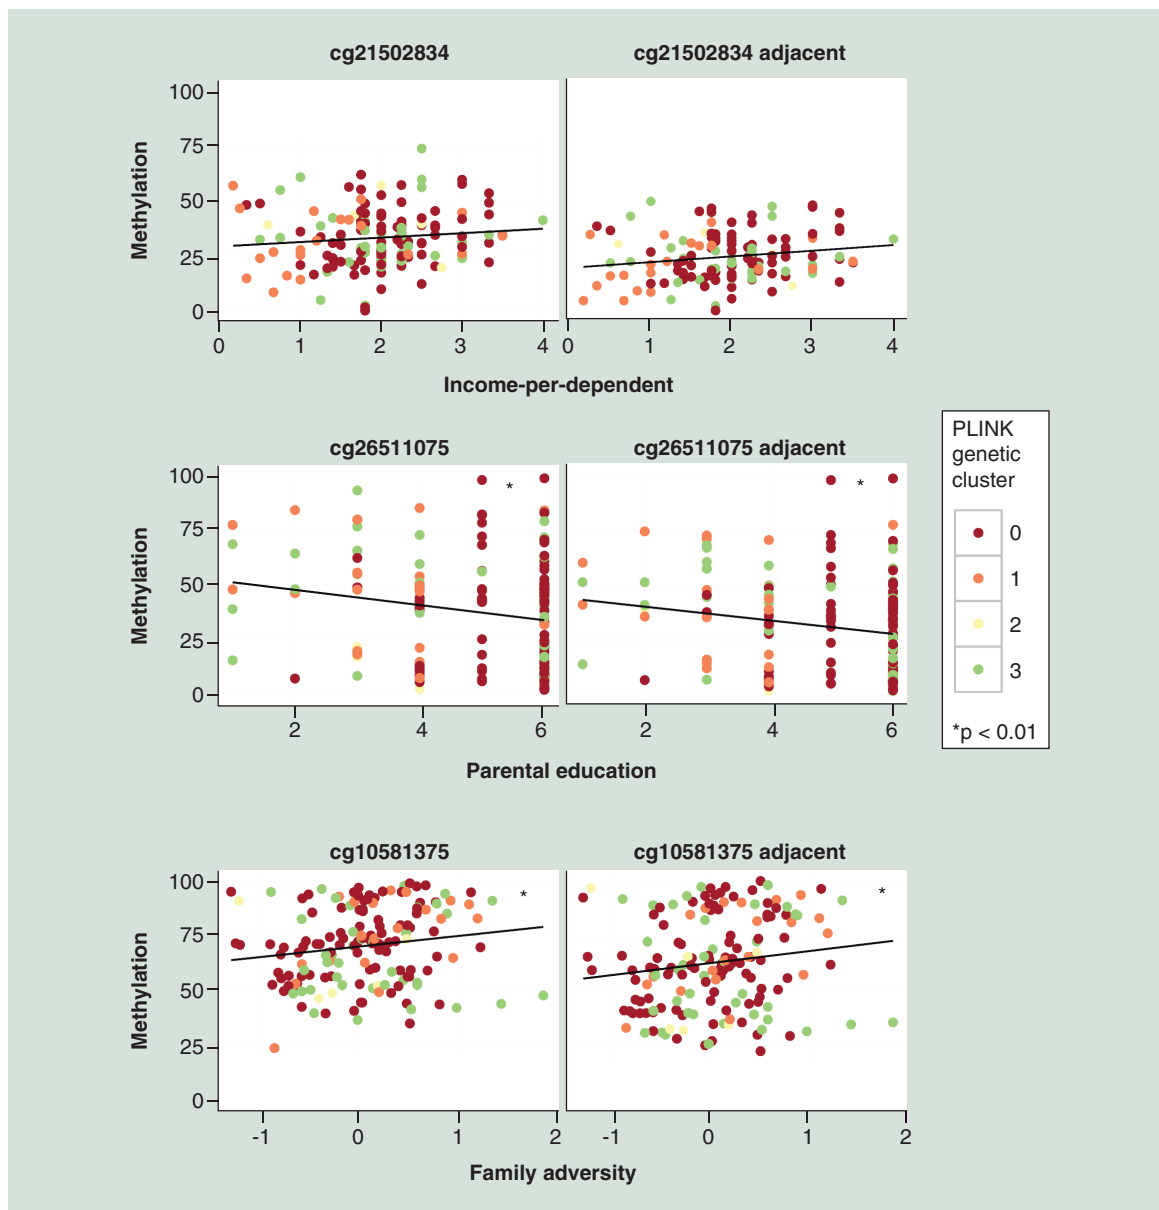 cg21502834 cg21502834 adjacent
Methylation
100
75
50
25
0
0 1 2 3 4 0 1 2 3 4
Income-per-dependent
cg26511075 cg26511075 adjacent
Methylation
100
75
50
25
0
* *
2 4 6 2 4 6
Parental education
PLINK
genetic
cluster
0
1
2
3
*p < 0.01
cg10581375 cg10581375 adjacent
Methylation
100
75
50
25
0
* *
-1 0 1 2 -1 0 1 2
Family adversity